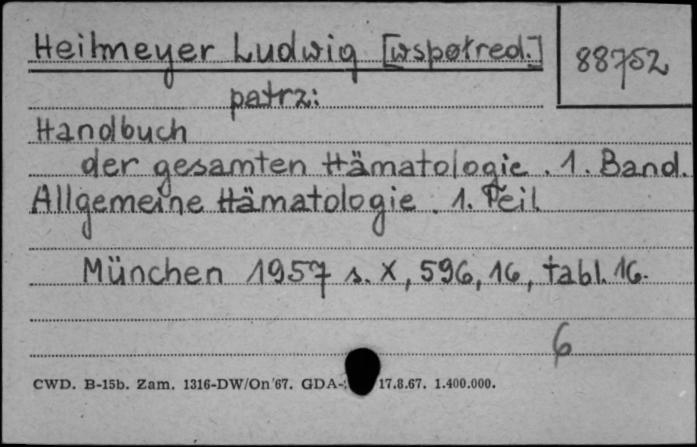 Heilmeyer Ludwig [współred.]
88752
patrz:
Handbuch
der gesamten Hämatologie. 1. Band.
Allgemeine Hämatologie. 1. Teil
München 1957 s. X, 596, 16, tabl. 16.
6
CWD. B-15b. Zam. 1316-DW/On '67. GDA- 17.8.67. 1.400.000.